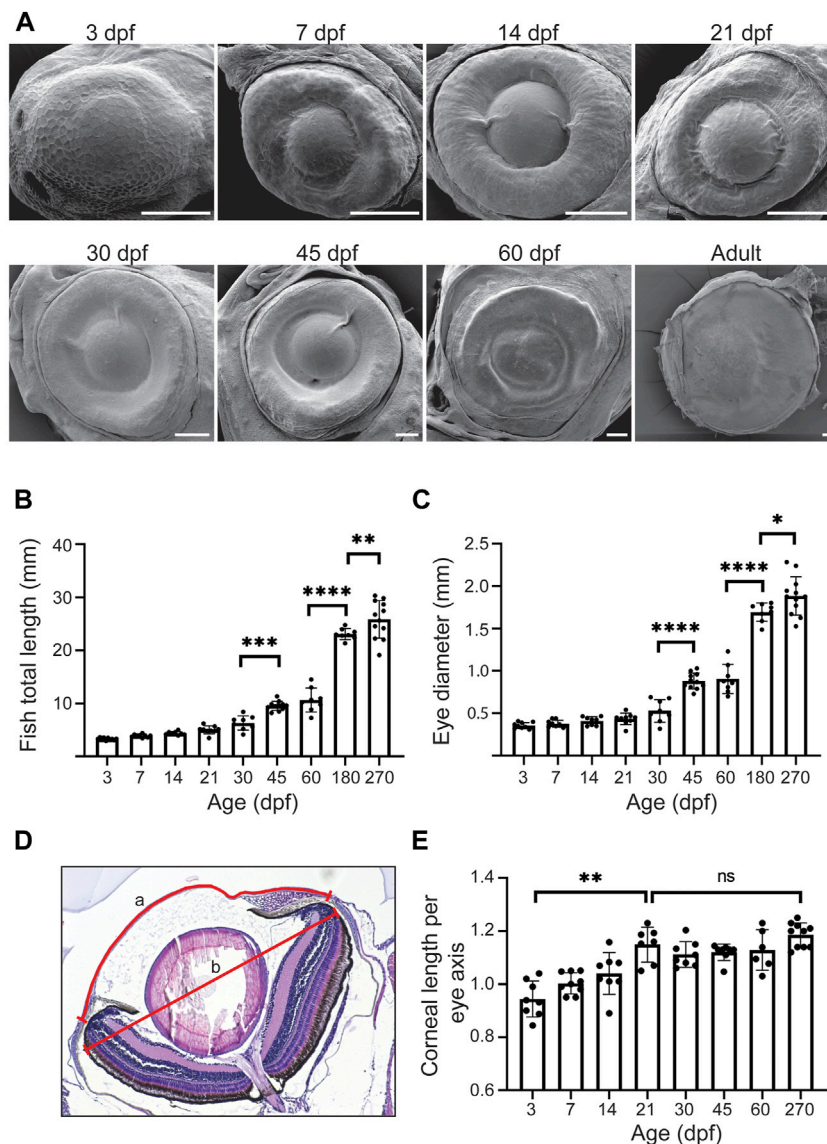 A
3 dpf 7 dpf 14 dpf 21 dpf
30 dpf 45 dpf 60 dpf Adult
B
Fish total length (mm)
40
30
20
10
*** **** **
3 7 14 21 30 45 60 180 270
Age (dpf)
C
Eye diameter (mm)
2.5
2.0
1.5
1.0
0.5
**** **** *
3 7 14 21 30 45 60 180 270
Age (dpf)
D
a
b
E
Corneal length per
eye axis
1.4
1.2
1.0
0.8
0.6
** ns
3 7 14 21 30 45 60 270
Age (dpf)